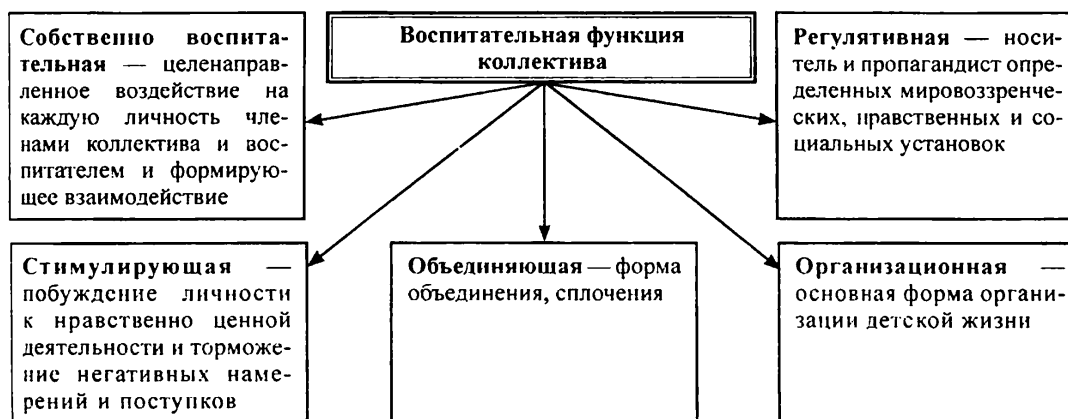 Воспитательная функция
коллектива
Собственно воспита-
тельная — целенаправ-
ленное воздействие на
каждую личность чле-
нами коллектива и вос-
питателем и формирую-
щее взаимодействие
Регулятивная — носи-
тель и пропагандист опре-
деленных мировоззренче-
ских, нравственных и со-
циальных установок
Стимулирующая —
побуждение личности
к нравственно ценной
деятельности и торможе-
ние негативных наме-
рений и поступков
Объединяющая — форма
объединения, сплочения
Организационная —
основная форма органи-
зации детской жизни